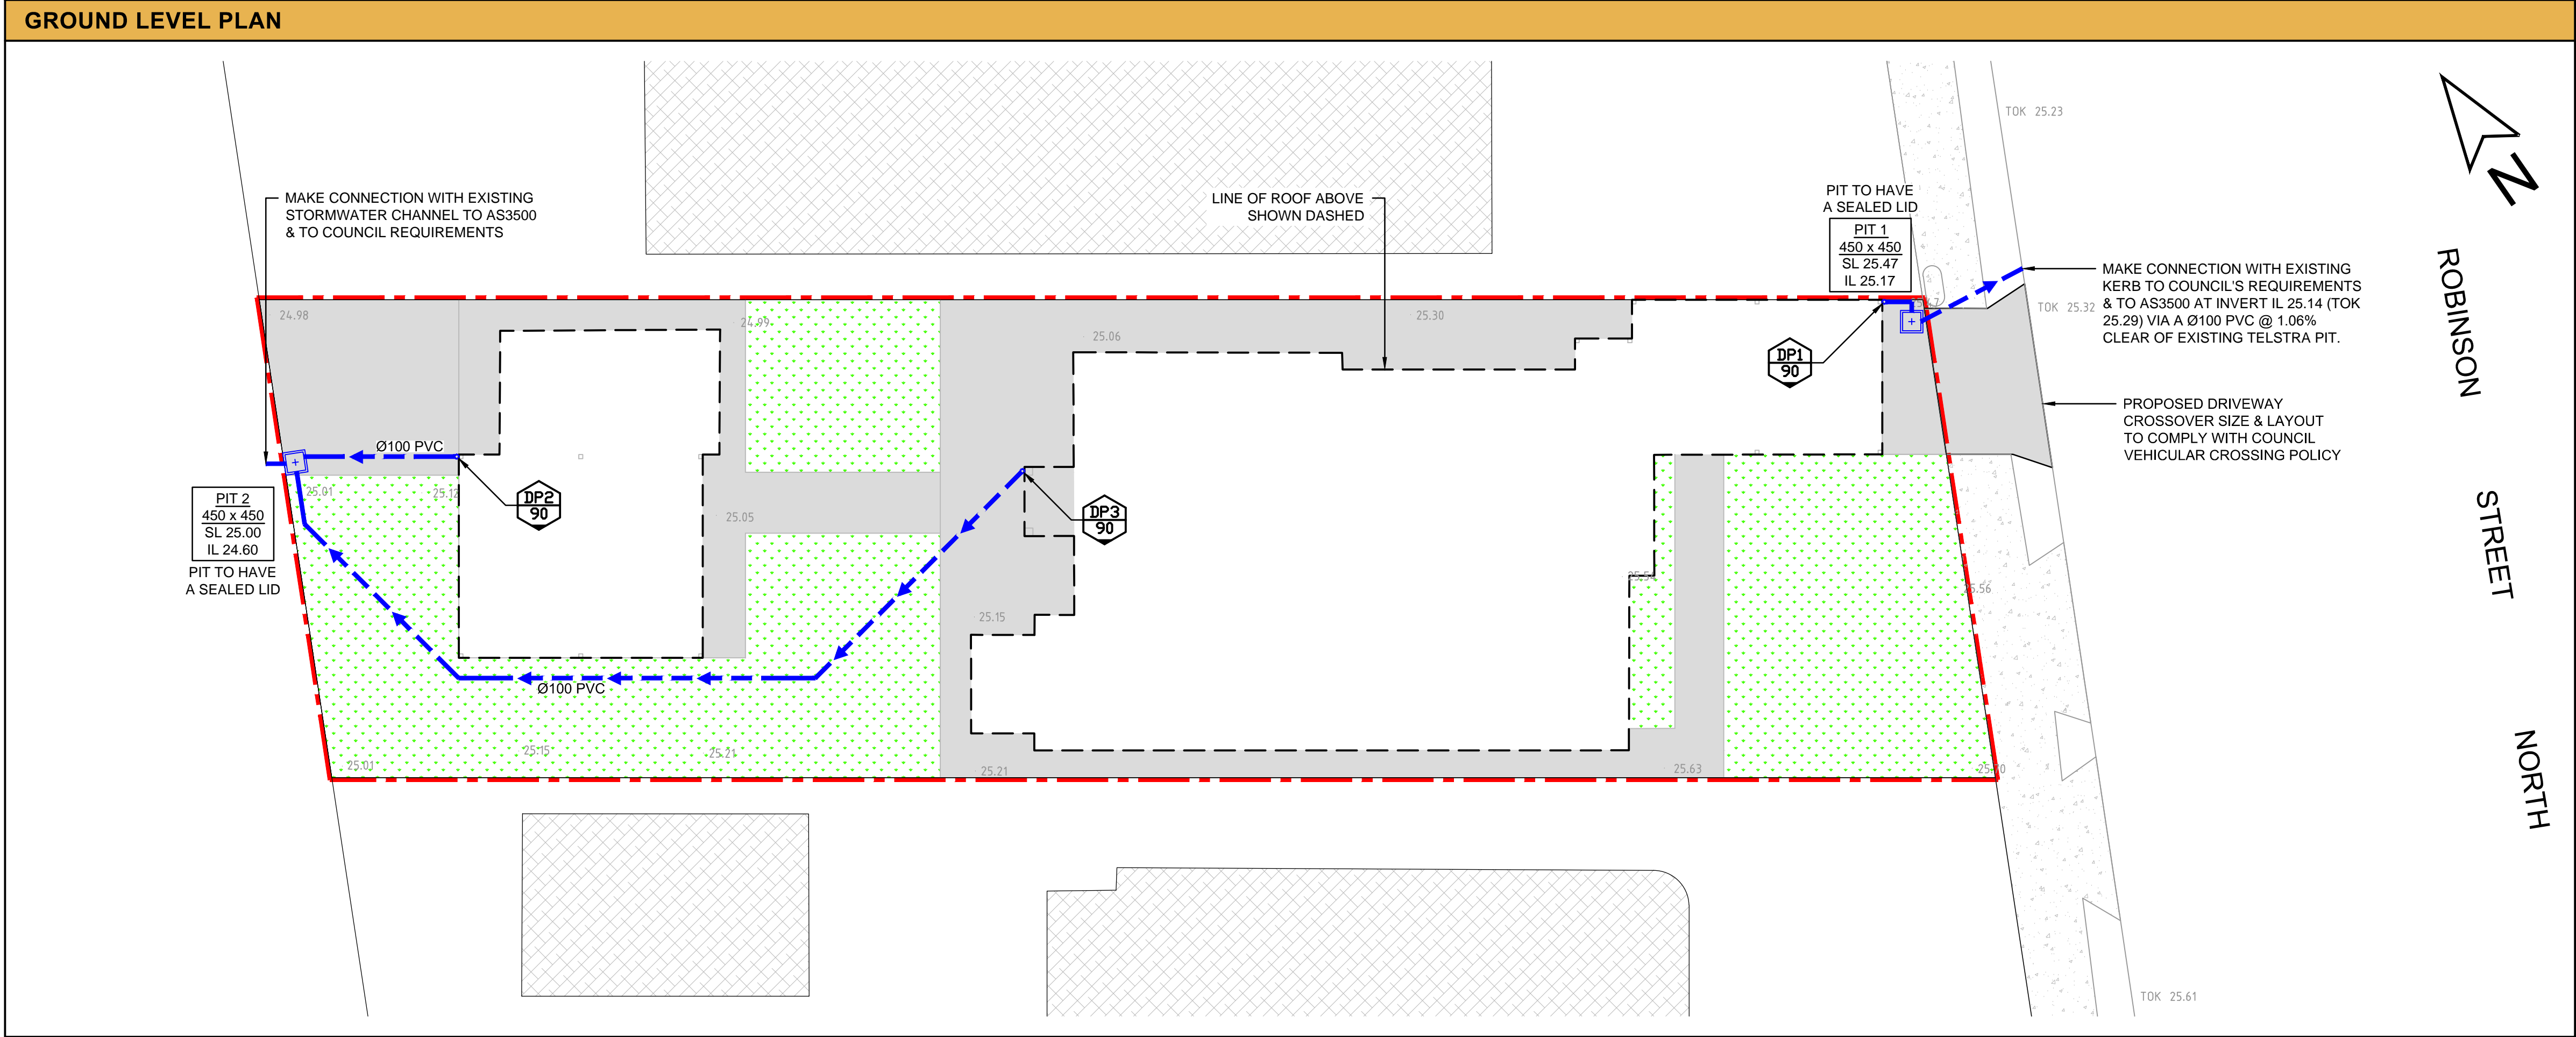 GROUND LEVEL PLAN
TOK 25.23
MAKE CONNECTION WITH EXISTING
STORMWATER CHANNEL TO AS3500
& TO COUNCIL REQUIREMENTS
LINE OF ROOF ABOVE
SHOWN DASHED
PIT TO HAVE
A SEALED LID
PIT 1
450 x 450
SL 25.47
IL 25.17
MAKE CONNECTION WITH EXISTING
KERB TO COUNCIL'S REQUIREMENTS
& TO AS3500 AT INVERT IL 25.14 (TOK
25.29) VIA A Ø100 PVC @ 1.06%
CLEAR OF EXISTING TELSTRA PIT.
N
ROBINSON
STREET
NORTH
24.98
24.99
25.06
25.30
TOK 25.32
DP1
90
PROPOSED DRIVEWAY
CROSSOVER SIZE & LAYOUT
TO COMPLY WITH COUNCIL
VEHICULAR CROSSING POLICY
Ø100 PVC
25.01
25.12
PIT 2
450 x 450
SL 25.00
IL 24.60
PIT TO HAVE
A SEALED LID
DP2
90
25.05
DP3
90
25.56
25.15
Ø100 PVC
25.01
25.15
25.21
25.21
25.63
TOK 25.61